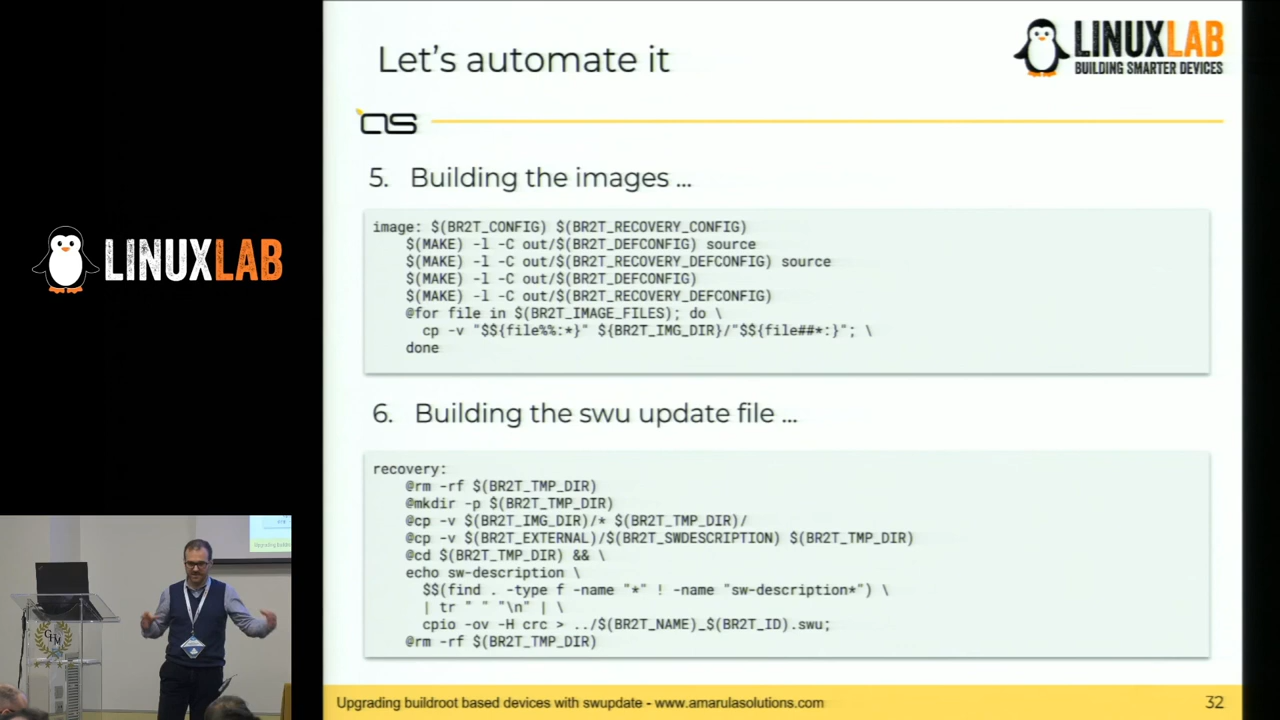 Let's automate it
LINUXLAB
BUILDING SMARTER DEVICES
as
5. Building the images ...
image: $(BR2T_CONFIG) $(BR2T_RECOVERY_CONFIG)
$(MAKE) -l -C out/$(BR2T_DEFCONFIG) source
$(MAKE) -l -C out/$(BR2T_RECOVERY_DEFCONFIG) source
$(MAKE) -l -C out/$(BR2T_DEFCONFIG)
$(MAKE) -l -C out/$(BR2T_RECOVERY_DEFCONFIG)
@for file in $(BR2T_IMAGE_FILES); do \
cp -v "$${file%%:*}" ${BR2T_IMG_DIR}/"$${file##*:}"; \
done
LINUXLAB
6. Building the swu update file ...
recovery:
@rm -rf $(BR2T_TMP_DIR)
@mkdir -p $(BR2T_TMP_DIR)
@cp -v $(BR2T_IMG_DIR)/* $(BR2T_TMP_DIR)/
@cp -v $(BR2T_EXTERNAL)/$(BR2T_SWDESCRIPTION) $(BR2T_TMP_DIR)
@cd $(BR2T_TMP_DIR) && \
echo sw-description \
$$(find . -type f -name "*" ! -name "sw-description*") \
| tr " " "\n" | \
cpio -ov -H crc > ../$(BR2T_NAME)_$(BR2T_ID).swu;
@rm -rf $(BR2T_TMP_DIR)
GHM
Upgrading buildroot based devices with swupdate - www.amarulasolutions.com
32